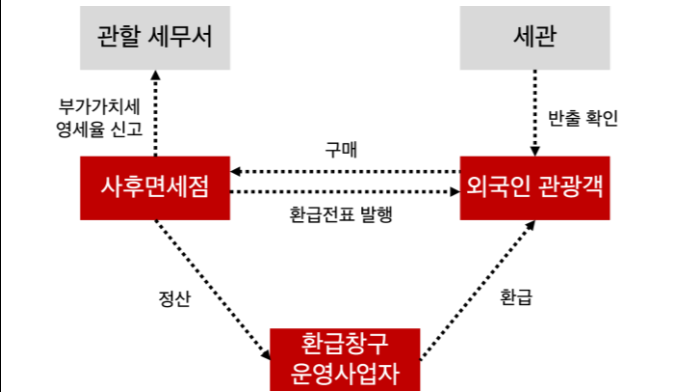 관할 세무서
세관
부가가치세
영세율 신고
반출 확인
구매
사후면세점
외국인 관광객
환급전표 발행
정산
환급
환급창구
운영사업자